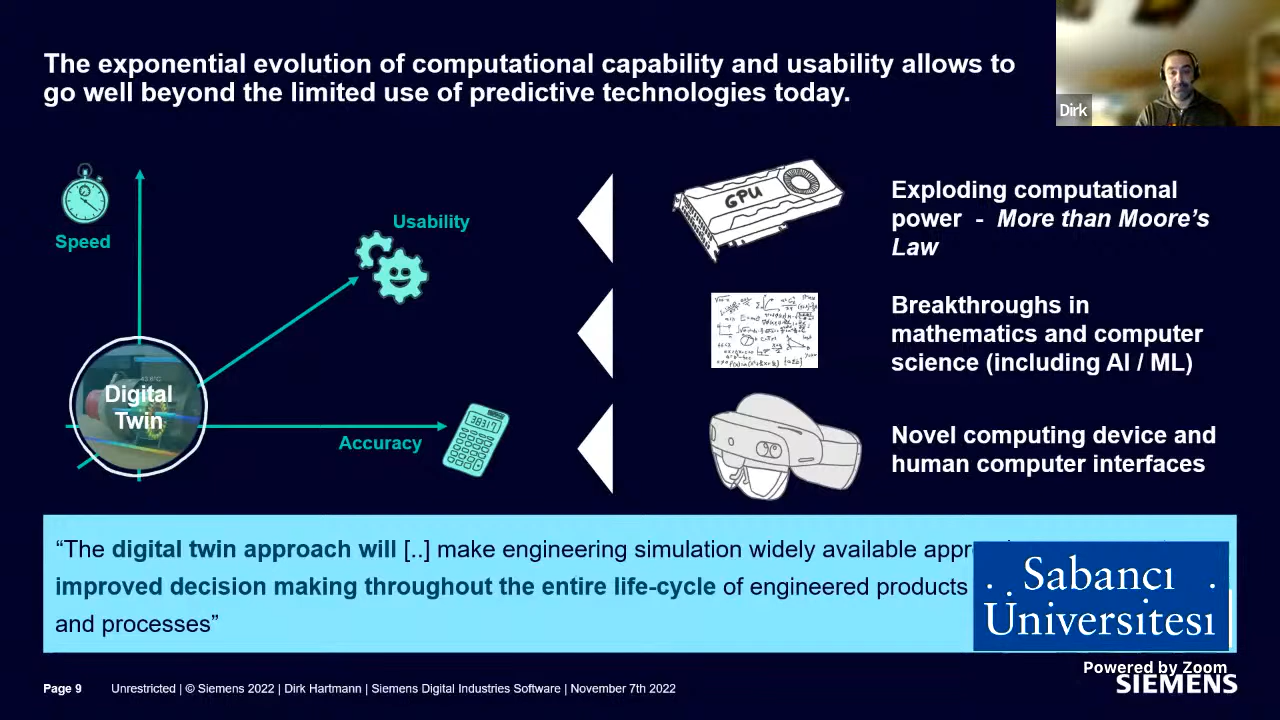 The exponential evolution of computational capability and usability allows to
go well beyond the limited use of predictive technologies today.
Dirk
Speed
Usability
GPU
Exploding computational
power - More than Moore's
Law
Breakthroughs in
mathematics and computer
science (including AI / ML)
Digital
Twin
Accuracy
38317
Novel computing device and
human computer interfaces
“The digital twin approach will [..] make engineering simulation widely available
improved decision making throughout the entire life-cycle of engineered products
and processes”
Sabancı
Üniversitesi
Powered by Zoom
Page 9 Unrestricted | © Siemens 2022 | Dirk Hartmann | Siemens Digital Industries Software | November 7th 2022
SIEMENS